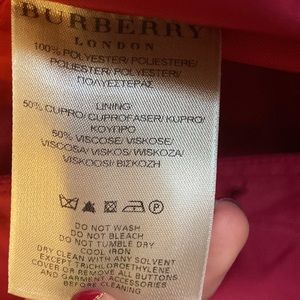 BURBERRY
LONDON
100% POLYESTER/ POLIESTERE/
POLIESTER/ POLYESTER/
ΠΟΛΥΕΣΤΕΡΑΣ
LINING
50% CUPRO/ CUPROFASER/ KUPRO/
ΚΟΥΠΡΟ
50% VISCOSE/ VISKOSE/
VISCOSA/ VISKOS/ WISKOZA/
VISKOOSI/ ΒΙΣΚΟΖΗ
DO NOT WASH
DO NOT BLEACH
DO NOT TUMBLE DRY
COOL IRON
DRY CLEAN WITH ANY SOLVENT
EXCEPT TRICHLOROETHYLENE
COVER OR REMOVE ALL BUTTONS
AND GARMENT ACCESSORIES
BEFORE CLEANING